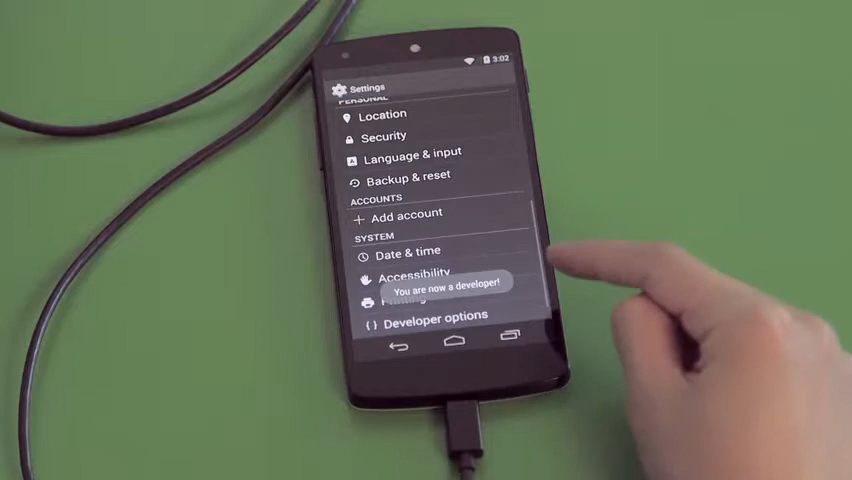 3:02
Settings
PERSONAL
Location
Security
A Language & input
Backup & reset
ACCOUNTS
+ Add account
SYSTEM
Date & time
Accessibility
You are now a developer!
{ } Developer options